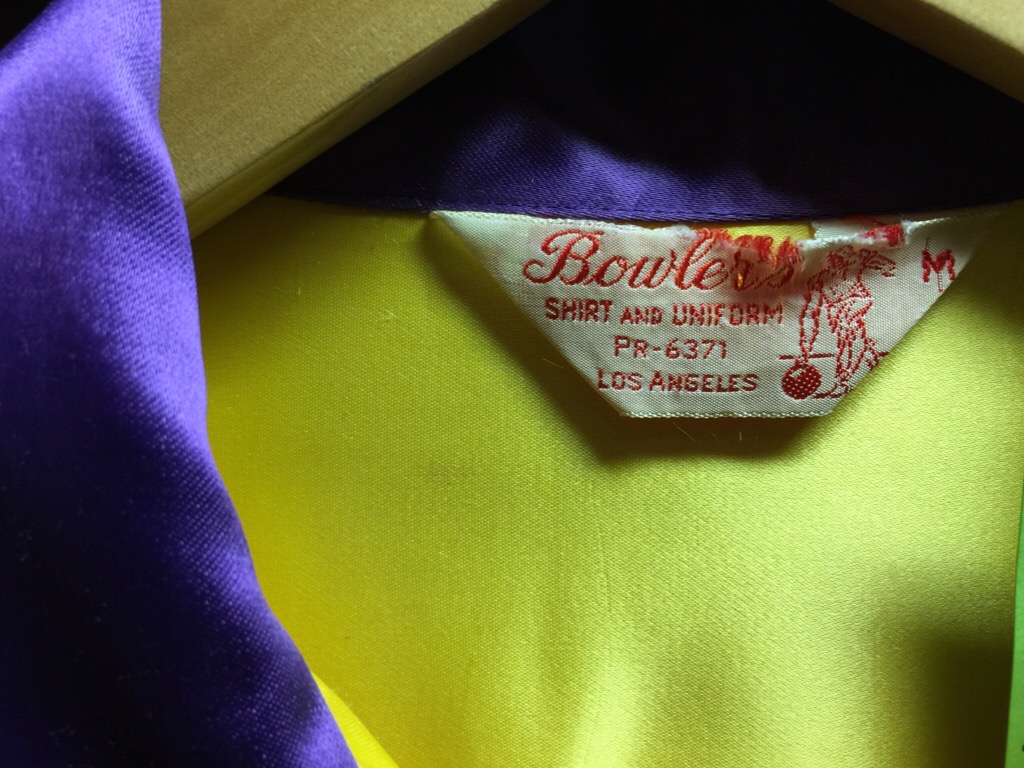 Bowlers
SHIRT AND UNIFORM
PR-6371
LOS ANGELES
M